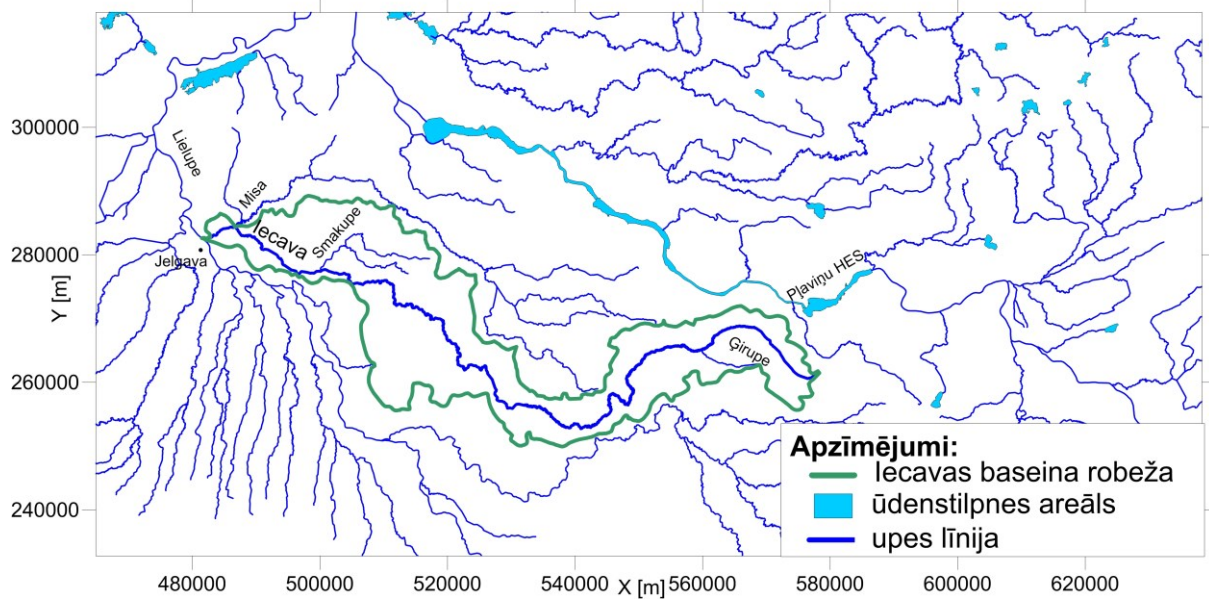 300000
280000
260000
240000
Y [m]
Lielupe
Misa
Iecava
Smakupe
Jelgava
Pļaviņu HES
Ģirupe
Apzīmējumi:
Iecavas baseina robeža
ūdenstilpnes areāls
upes līnija
480000 500000 520000 540000 560000 580000 600000 620000
X [m]